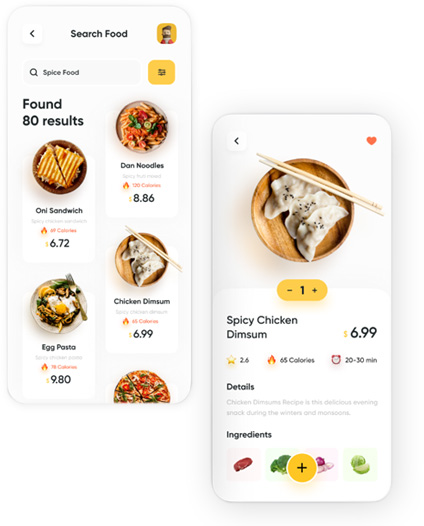 Search Food
Spice Food
Found
80 results
Oni Sandwich
Spicy chicken sandwich
🔥 69 Calories
$ 6.72
Egg Pasta
Spicy chicken pasta
🔥 78 Calories
$ 9.80
Dan Noodles
Spicy fruit mixed
🔥 120 Calories
$ 8.86
Chicken Dimsum
Spicy chicken dimsum
🔥 65 Calories
$ 6.99
− 1 +
Spicy Chicken
Dimsum
$ 6.99
2.6
65 Calories
20-30 min
Details
Chicken Dimsums Recipe is this delicious evening
snack during the winters and monsoons.
Ingredients
+